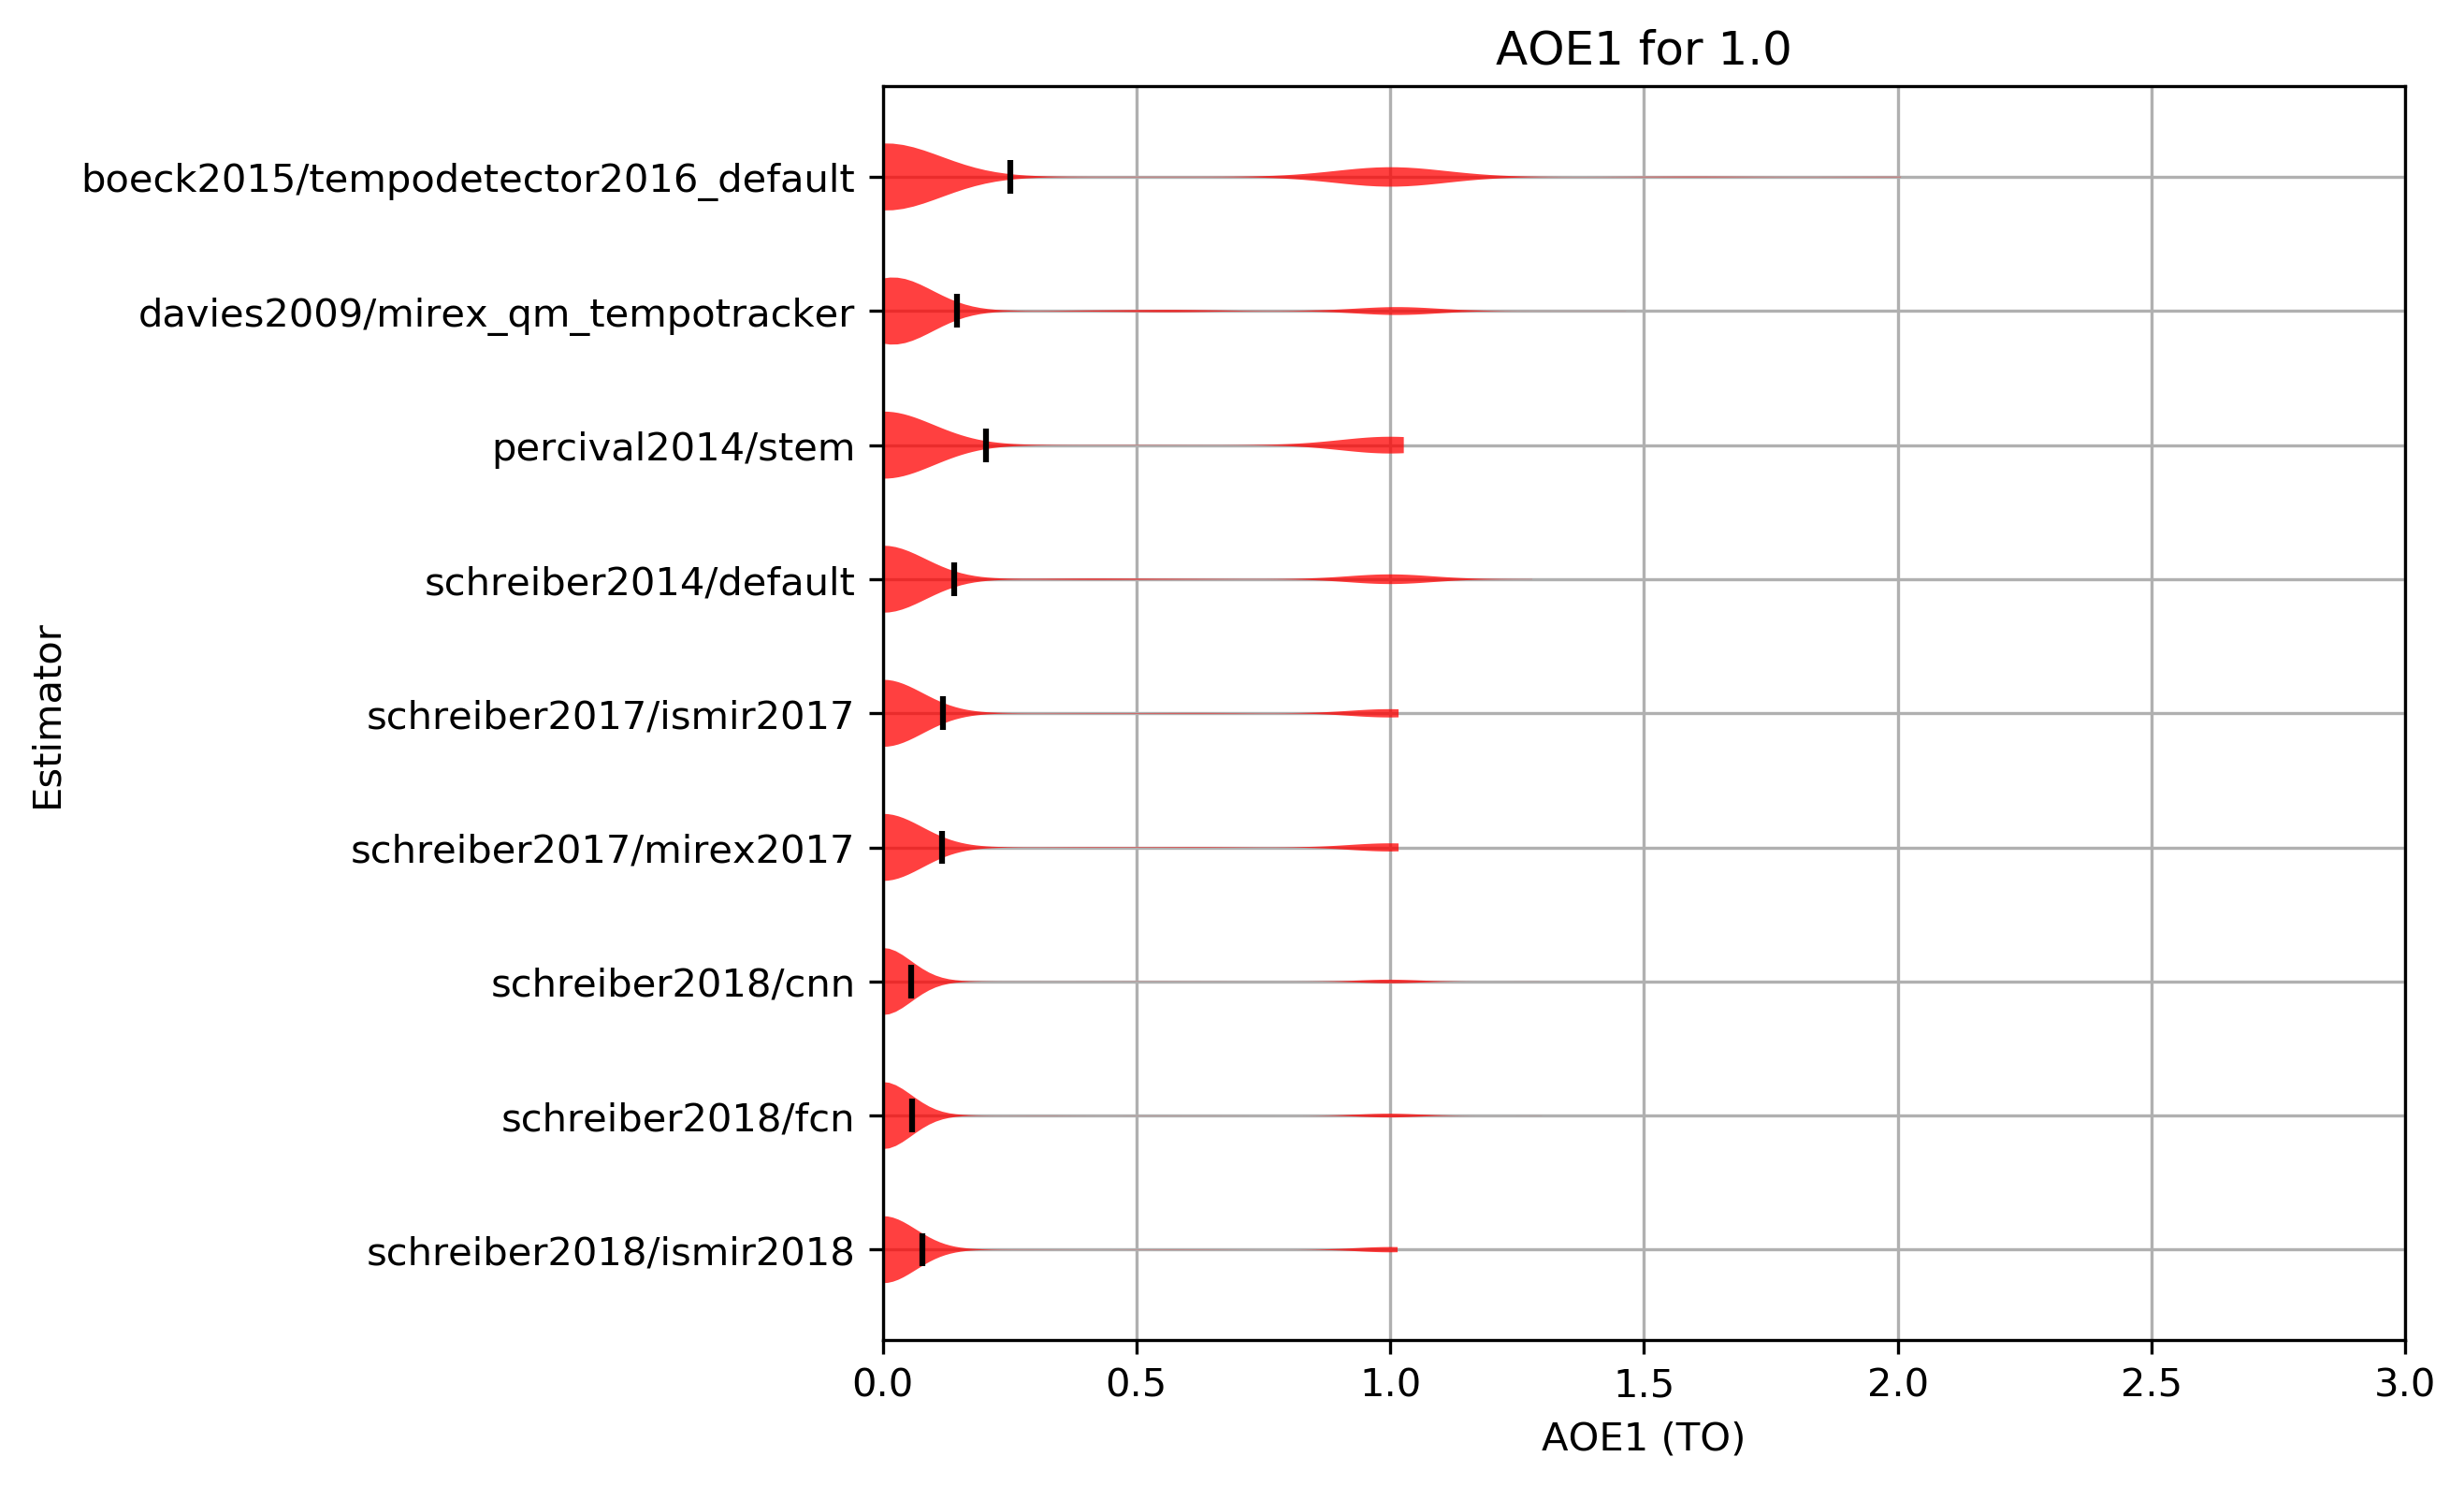 AOE1 for 1.0
boeck2015/tempodetector2016_default
davies2009/mirex_qm_tempotracker
percival2014/stem
schreiber2014/default
schreiber2017/ismir2017
schreiber2017/mirex2017
schreiber2018/cnn
schreiber2018/fcn
schreiber2018/ismir2018
Estimator
0.0 0.5 1.0 1.5 2.0 2.5 3.0
AOE1 (TO)